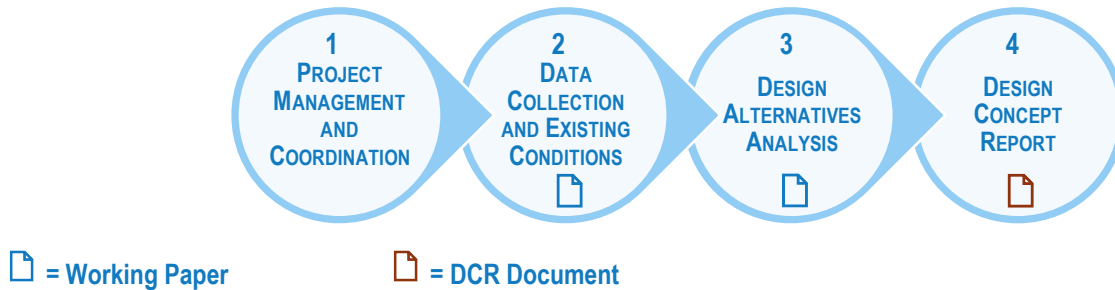 1
PROJECT
MANAGEMENT
AND
COORDINATION
2
DATA
COLLECTION
AND EXISTING
CONDITIONS
3
DESIGN
ALTERNATIVES
ANALYSIS
4
DESIGN
CONCEPT
REPORT
= Working Paper
= DCR Document